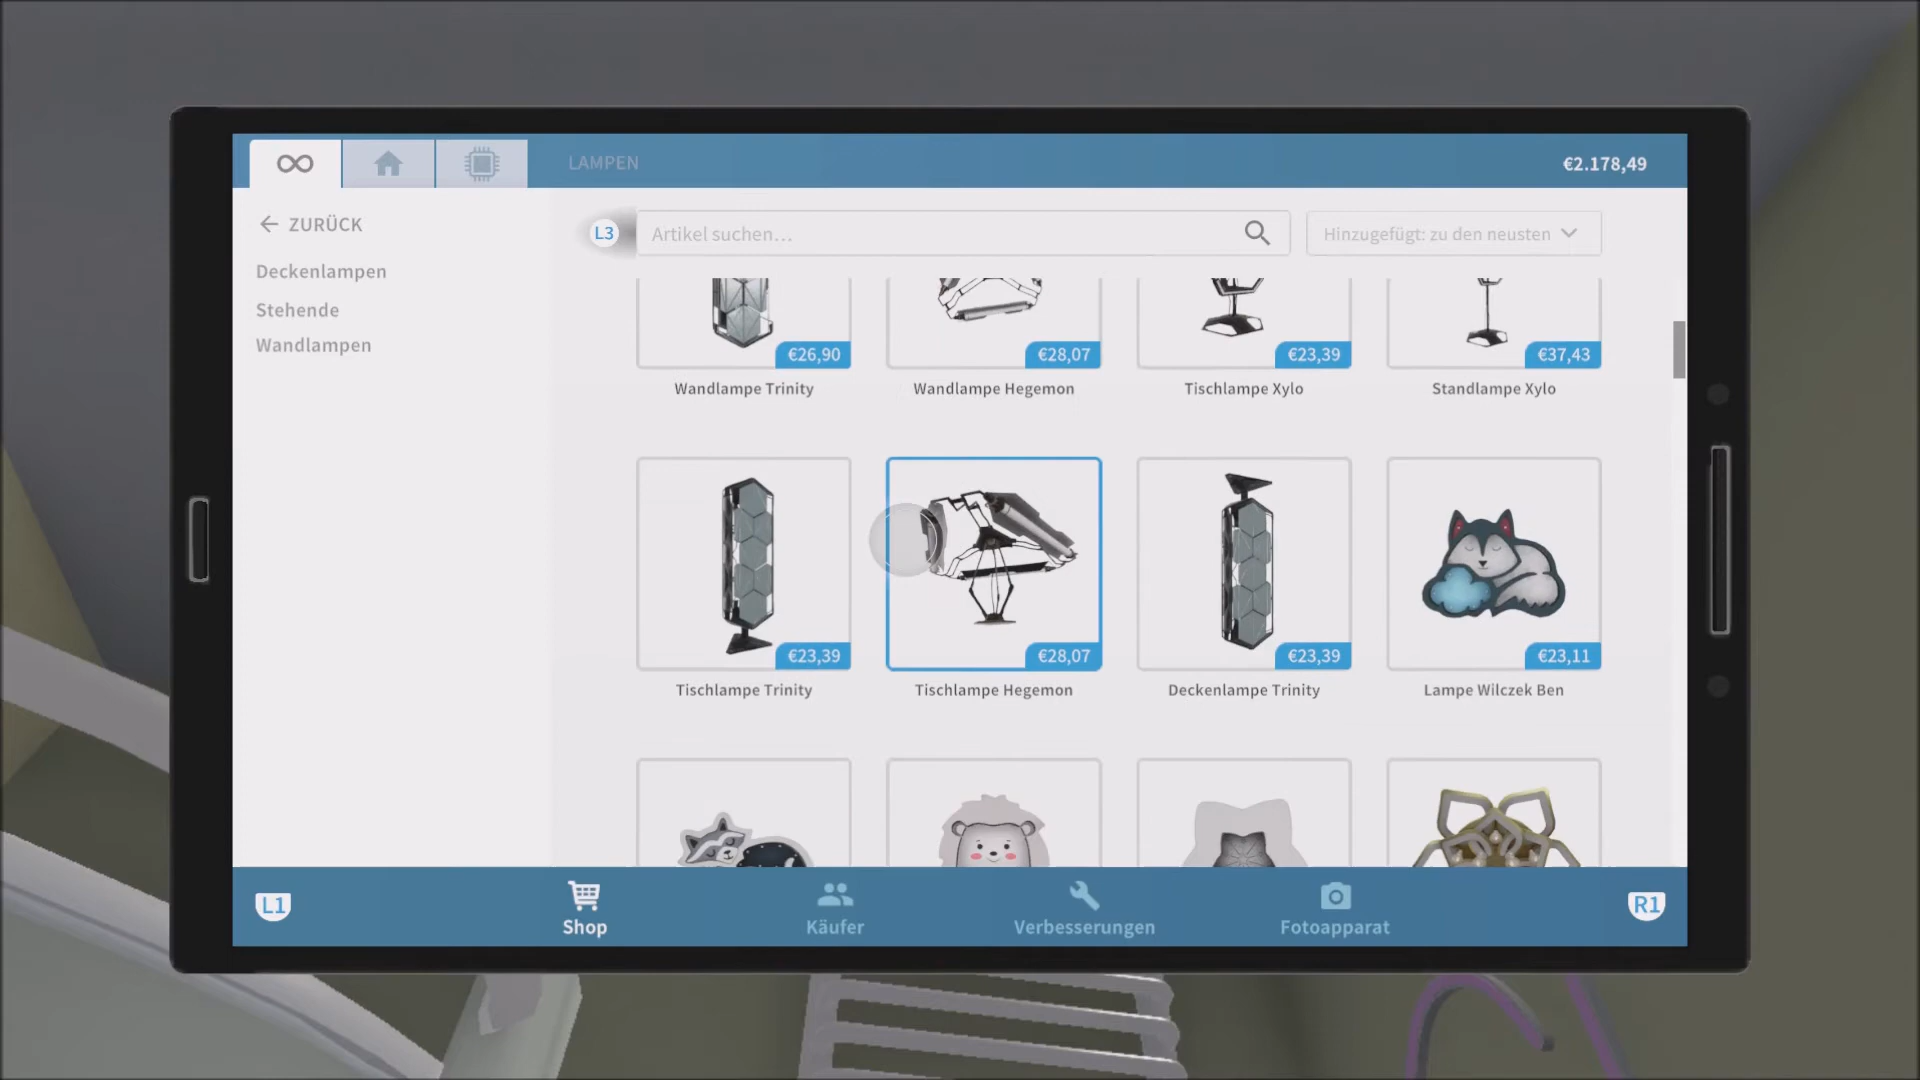 LAMPEN
€2.178,49
ZURÜCK
Deckenlampen
Stehende
Wandlampen
L3
Artikel suchen...
Hinzugefügt: zu den neusten
€26,90
€28,07
€23,39
€37,43
Wandlampe Trinity
Wandlampe Hegemon
Tischlampe Xylo
Standlampe Xylo
€23,39
€28,07
€23,39
€23,11
Tischlampe Trinity
Tischlampe Hegemon
Deckenlampe Trinity
Lampe Wilczek Ben
L1
Shop
Käufer
Verbesserungen
Fotoapparat
R1